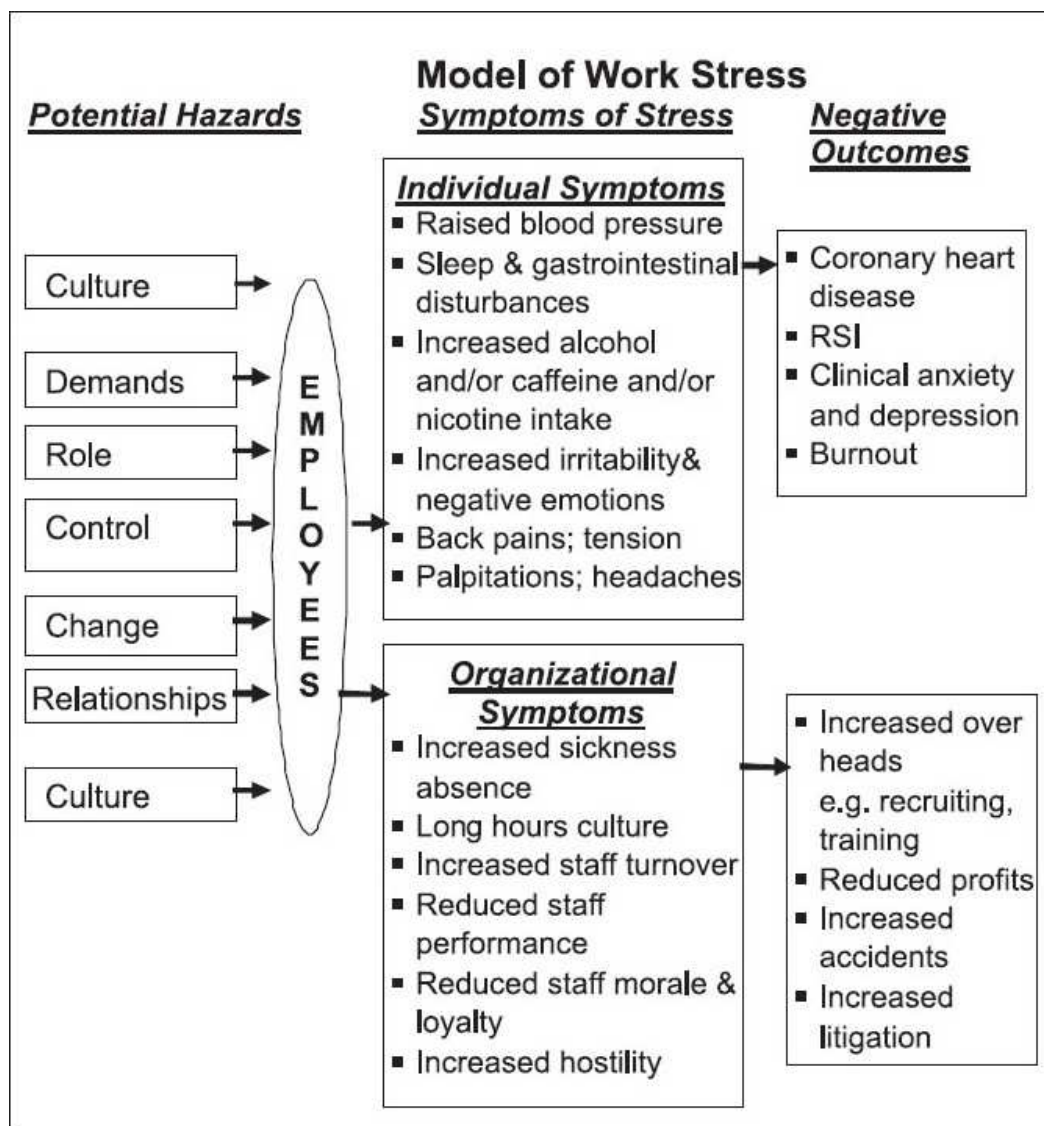 Model of Work Stress
Potential Hazards
Symptoms of Stress
Negative
Outcomes
Culture
Demands
Role
Control
Change
Relationships
Culture
EMPLOYEES
Individual Symptoms
▪ Raised blood pressure
▪ Sleep & gastrointestinal
disturbances
▪ Increased alcohol
and/or caffeine and/or
nicotine intake
▪ Increased irritability&
negative emotions
▪ Back pains; tension
▪ Palpitations; headaches
▪ Coronary heart
disease
▪ RSI
▪ Clinical anxiety
and depression
▪ Burnout
Organizational
Symptoms
▪ Increased sickness
absence
▪ Long hours culture
▪ Increased staff turnover
▪ Reduced staff
performance
▪ Reduced staff morale &
loyalty
▪ Increased hostility
▪ Increased over
heads
e.g. recruiting,
training
▪ Reduced profits
▪ Increased
accidents
▪ Increased
litigation